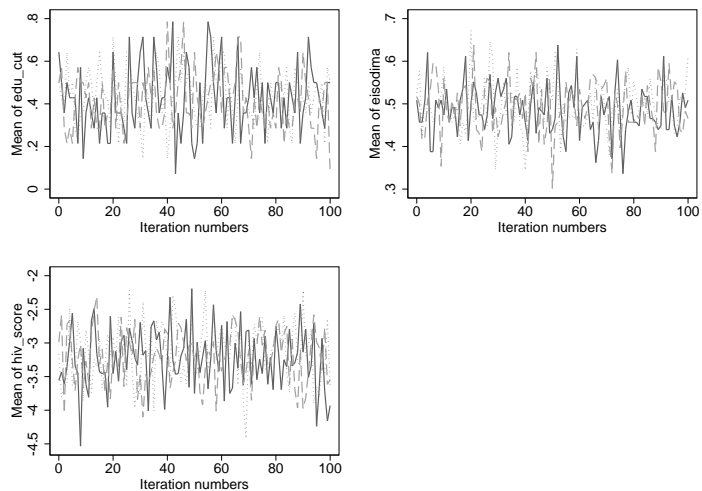 Mean of edu_cut
.8
.6
.4
.2
0
0 20 40 60 80 100
Iteration numbers
Mean of eisodima
.7
.6
.5
.4
.3
0 20 40 60 80 100
Iteration numbers
Mean of hiv_score
-2
-2.5
-3
-3.5
-4
-4.5
0 20 40 60 80 100
Iteration numbers